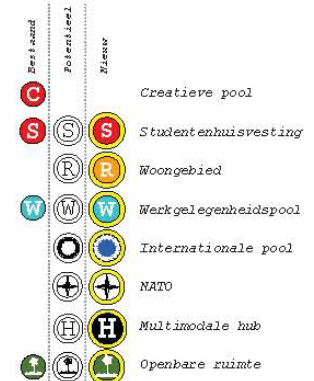 Bestaand Potentieel Nieuw
C Creatieve pool
S S S Studentenhuisvesting
R R Woongebied
W W W Werkgelegenheidspool
Internationale pool
NATO
H H Multimodale hub
Openbare ruimte